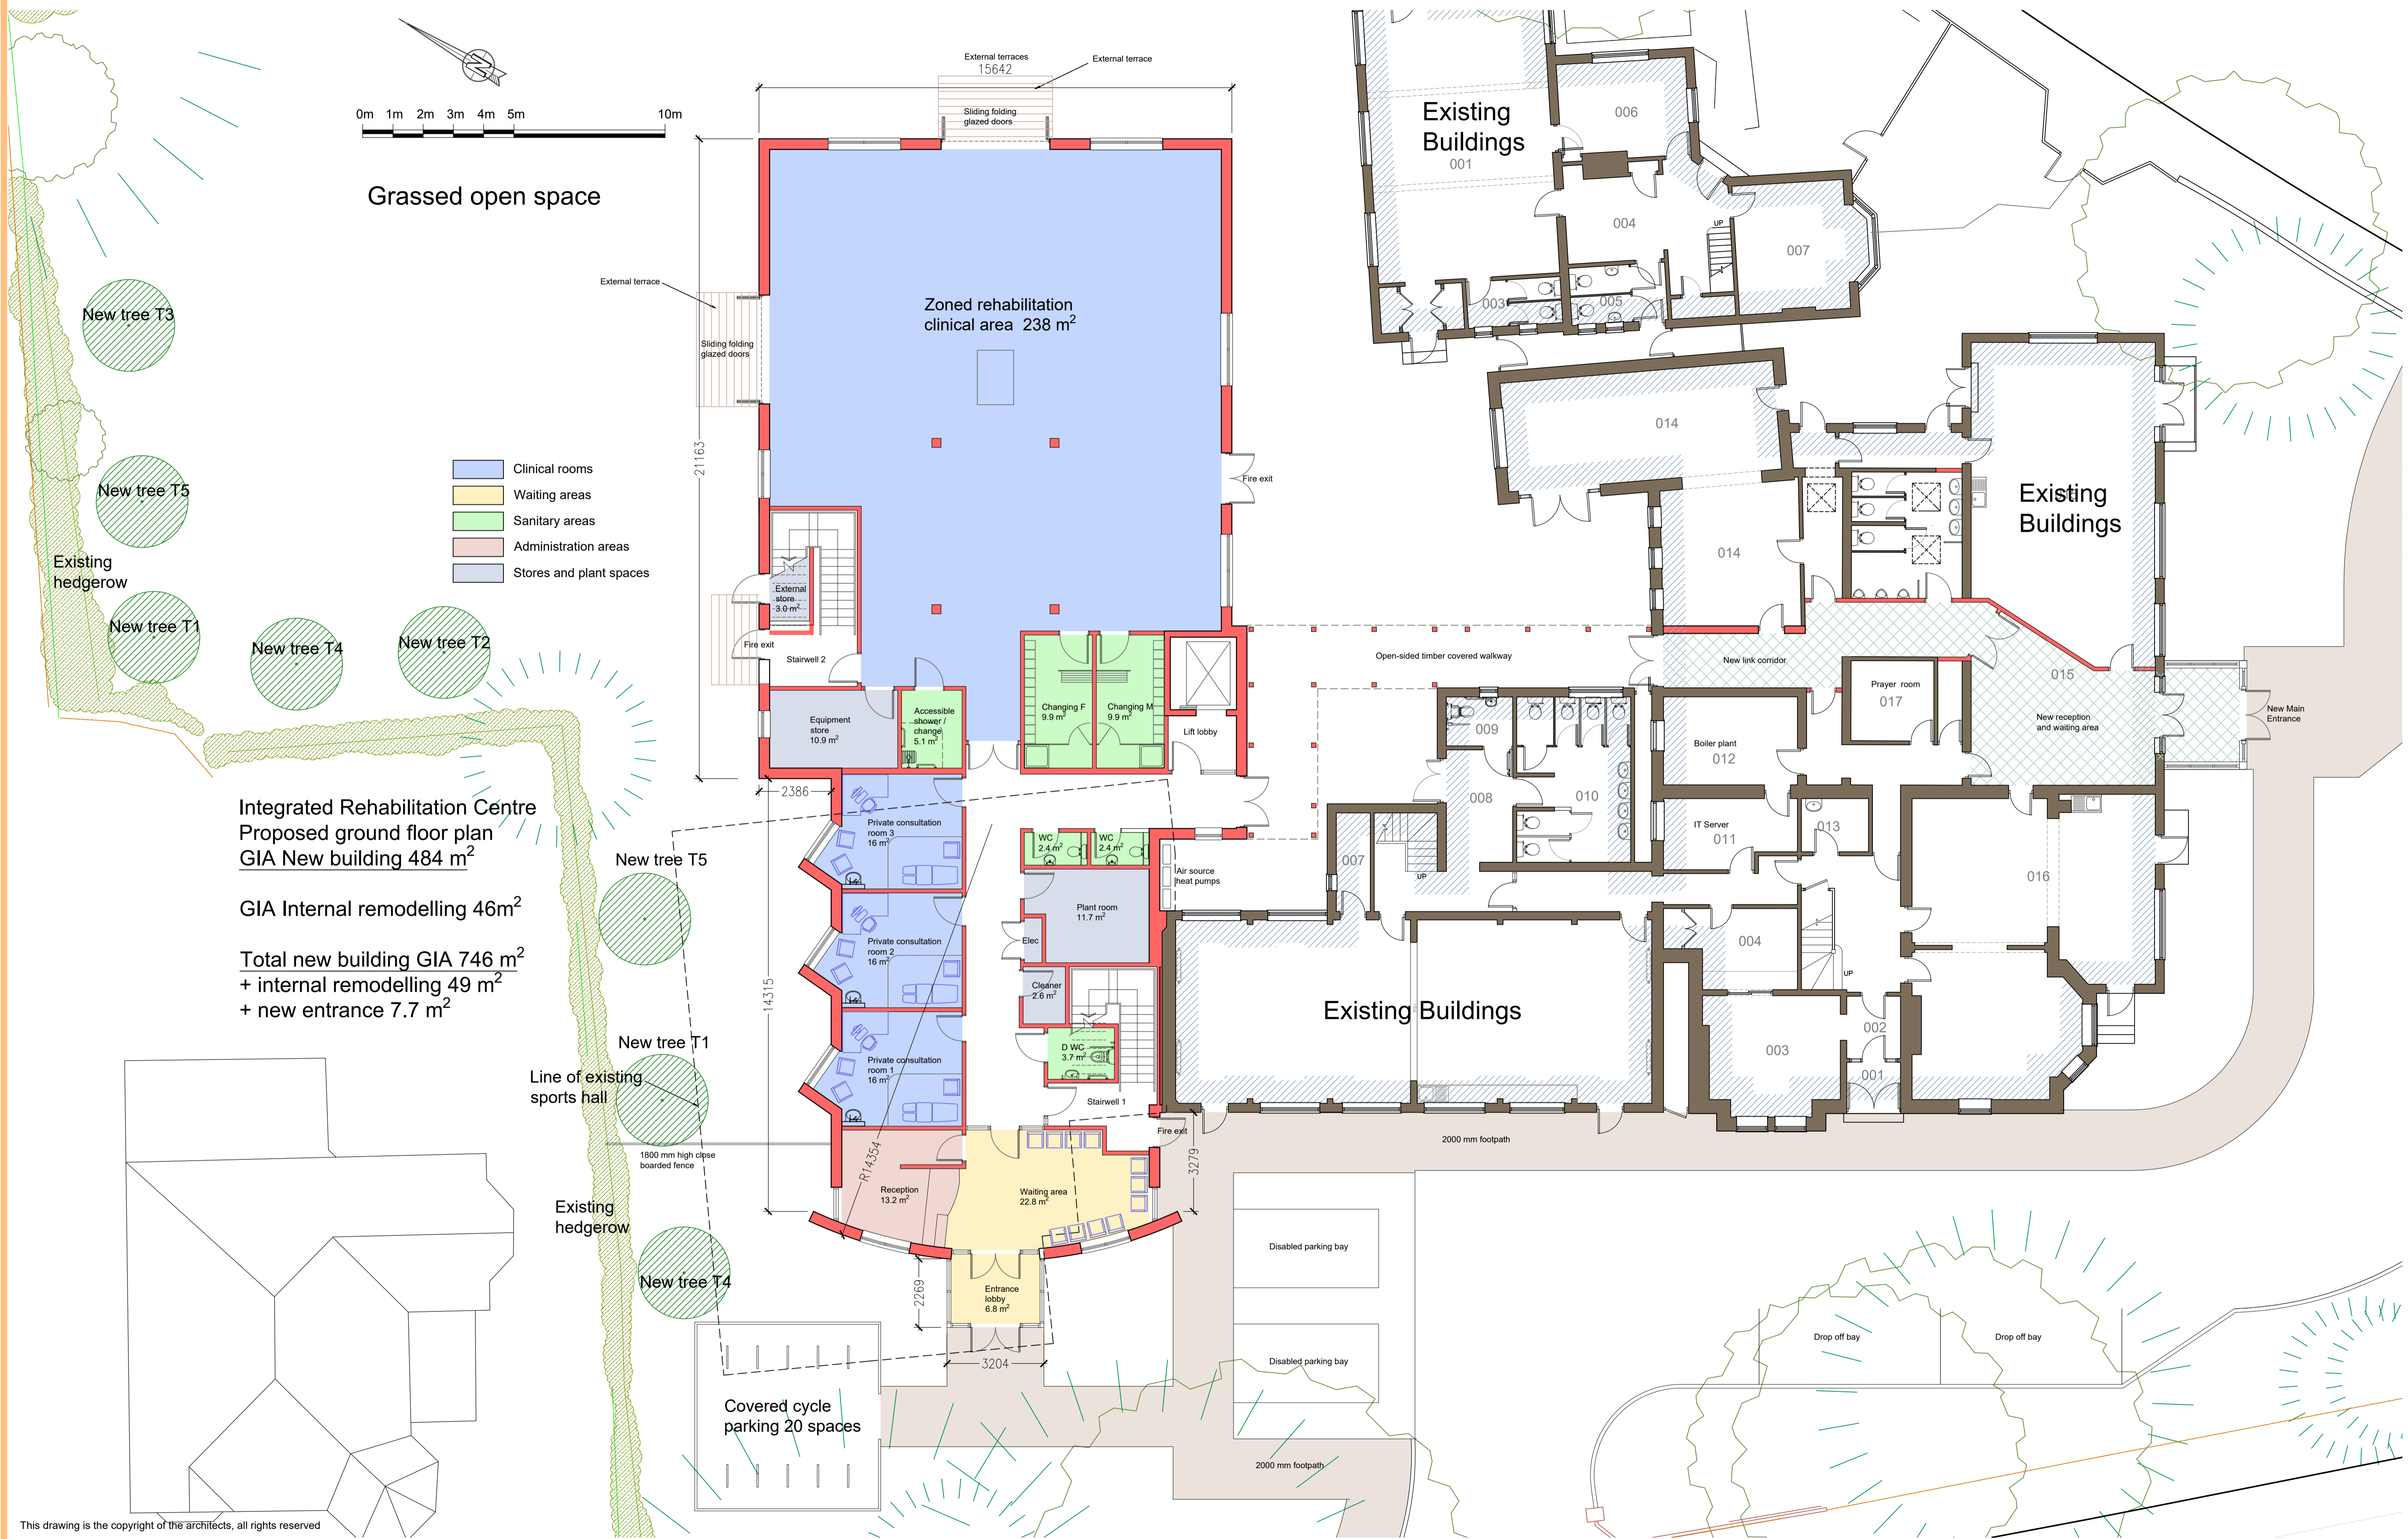 External terraces
15642
External terrace
Sliding folding
glazed doors
N
0m 1m 2m 3m 4m 5m 10m
Grassed open space
Existing
Buildings
001
006
004
UP
007
003
005
External terrace
Sliding folding
glazed doors
Zoned rehabilitation
clinical area 238 m²
21163
New tree T3
New tree T5
Existing
hedgerow
New tree T1
New tree T4
New tree T2
Clinical rooms
Waiting areas
Sanitary areas
Administration areas
Stores and plant spaces
Fire exit
014
014
Existing
Buildings
External
store
3.0 m²
Fire exit
Stairwell 2
Equipment
store
10.9 m²
Accessible
shower /
change
5.1 m²
Changing F
9.9 m²
Changing M
9.9 m²
Lift lobby
Open-sided timber covered walkway
New link corridor
Prayer room
017
015
New reception
and waiting area
New Main
Entrance
Boiler plant
012
009
008
010
IT Server
011
013
007
UP
016
004
UP
002
003
001
Integrated Rehabilitation Centre
Proposed ground floor plan
GIA New building 484 m²
GIA Internal remodelling 46m²
Total new building GIA 746 m²
+ internal remodelling 49 m²
+ new entrance 7.7 m²
2386
14315
Private consultation
room 3
16 m²
Private consultation
room 2
16 m²
Private consultation
room 1
16 m²
WC
2.4 m²
WC
2.4 m²
Air source
heat pumps
Plant room
11.7 m²
Elec
Cleaner
2.6 m²
D WC
3.7 m²
Stairwell 1
Fire exit
3279
Existing Buildings
2000 mm footpath
New tree T5
New tree T1
Line of existing
sports hall
1800 mm high close
boarded fence
Existing
hedgerow
New tree T4
R14354
Reception
13.2 m²
Waiting area
22.8 m²
Entrance
lobby
6.8 m²
2269
3204
Covered cycle
parking 20 spaces
Disabled parking bay
Disabled parking bay
2000 mm footpath
Drop off bay
Drop off bay
This drawing is the copyright of the architects, all rights reserved